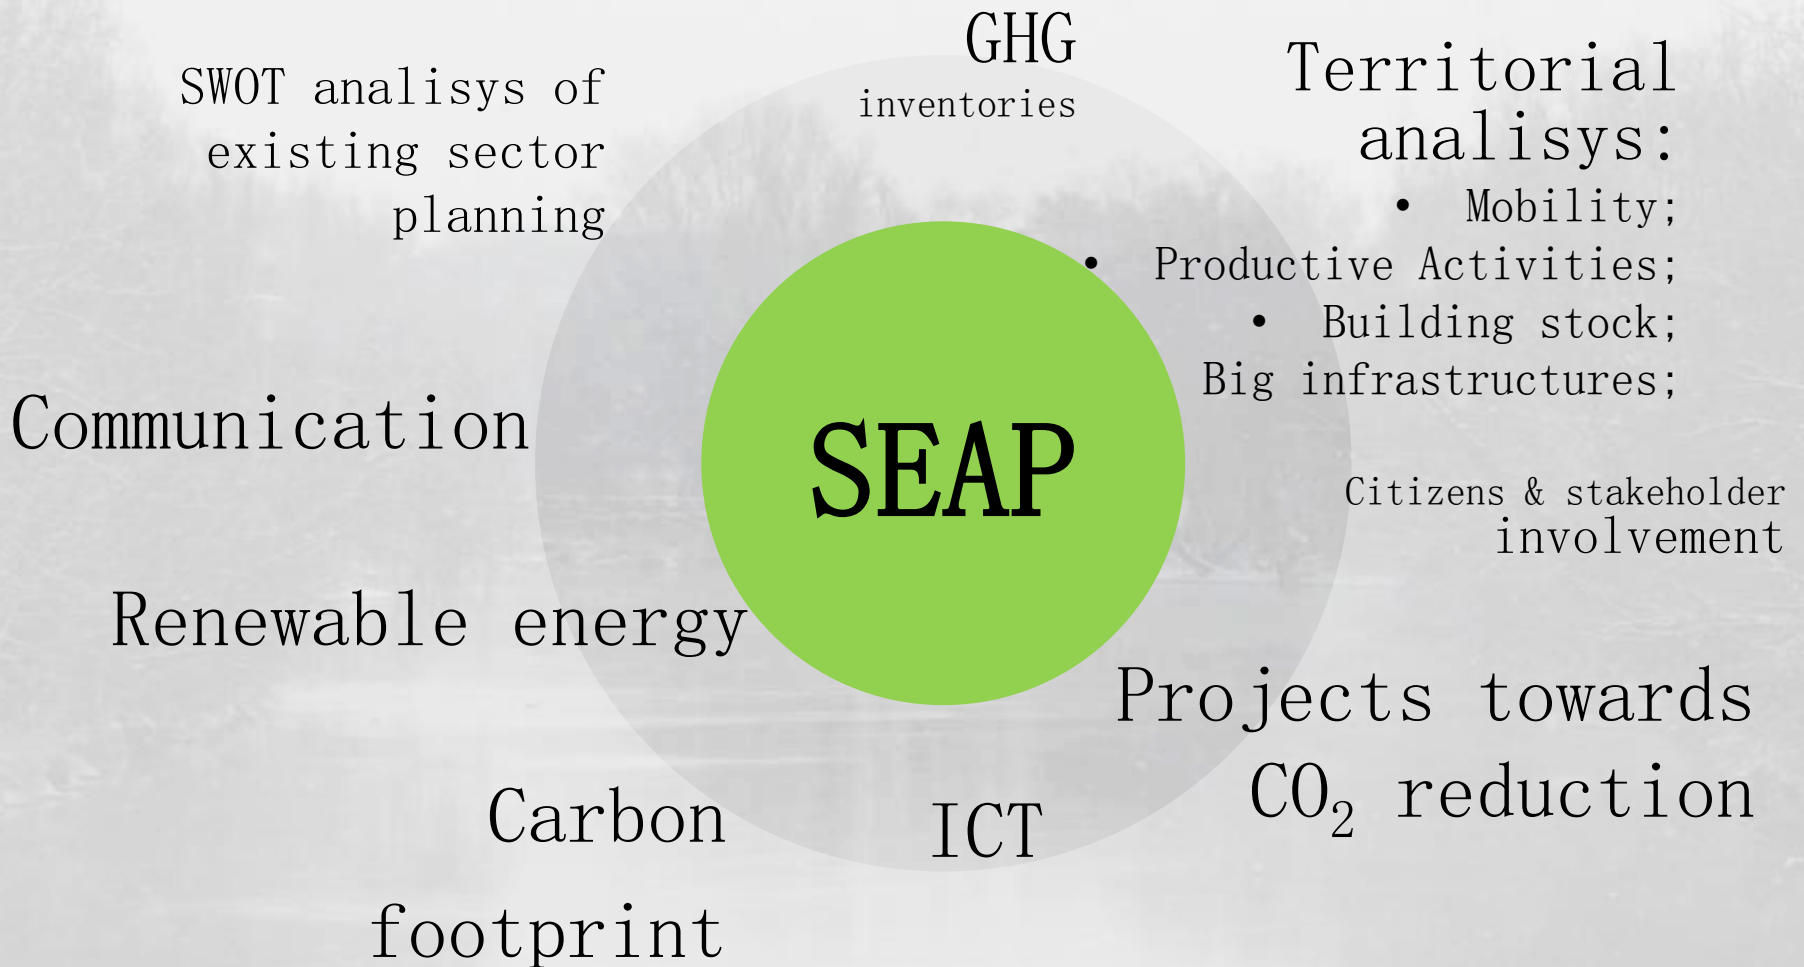 GHG
inventories
Territorial
analisys:
• Mobility;
• Productive Activities;
• Building stock;
Big infrastructures;
Citizens & stakeholder
involvement
Projects towards
CO₂ reduction
ICT
Carbon
footprint
Renewable energy
Communication
SWOT analisys of
existing sector
planning
SEAP